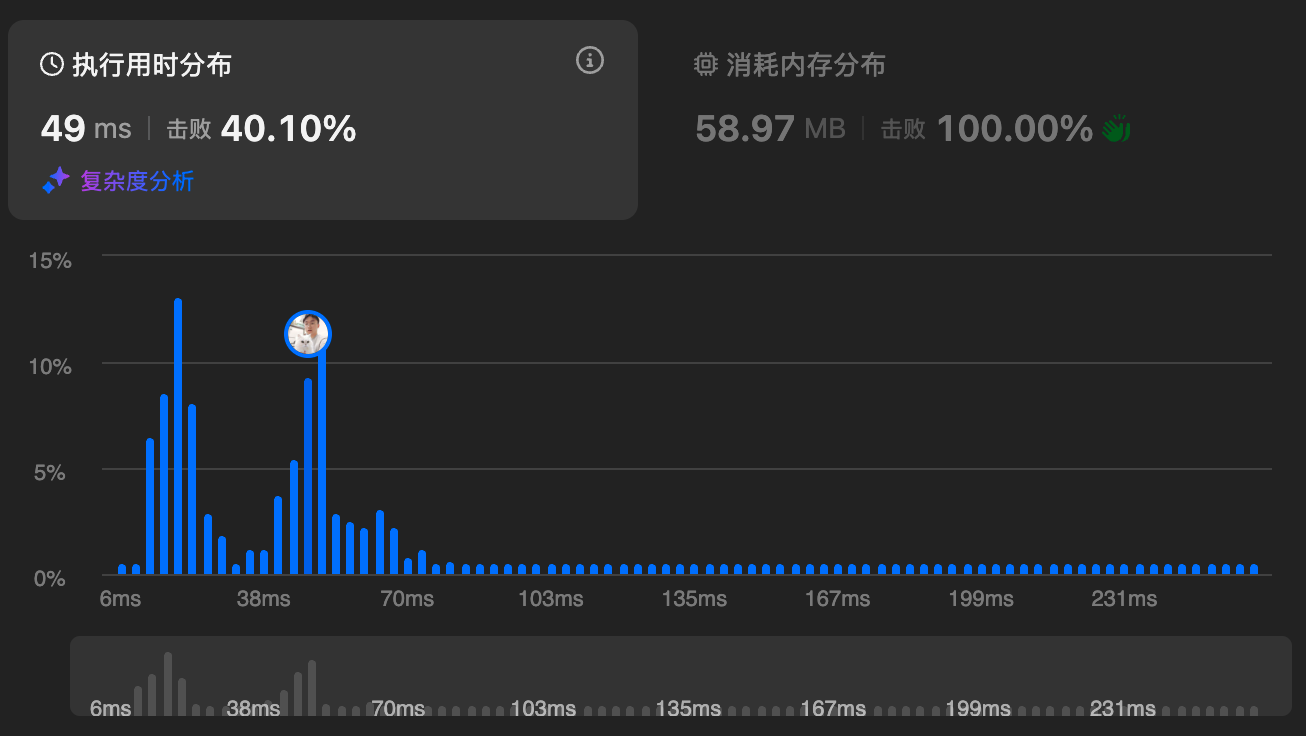 执行用时分布
49 ms | 击败 40.10%
复杂度分析
消耗内存分布
58.97 MB | 击败 100.00%
15%
10%
5%
0%
6ms 38ms 70ms 103ms 135ms 167ms 199ms 231ms
6ms 38ms 70ms 103ms 135ms 167ms 199ms 231ms